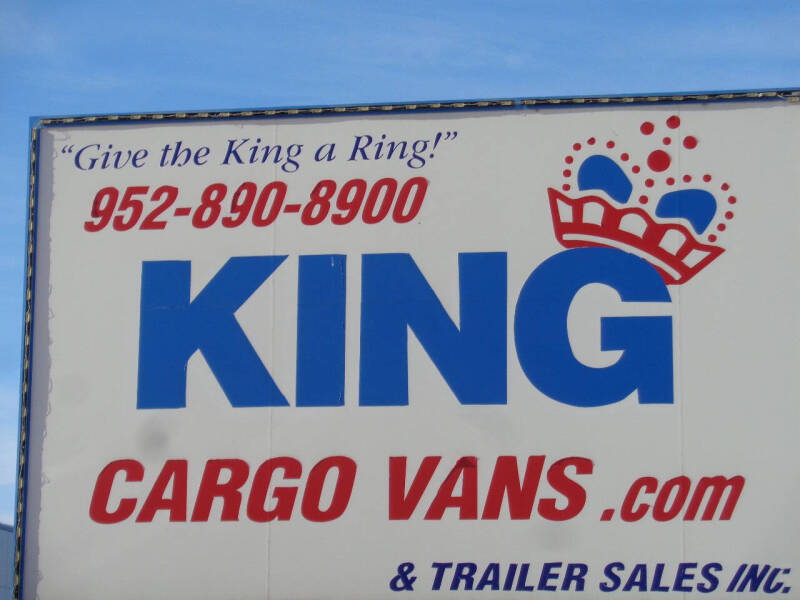 "Give the King a Ring!"
952-890-8900
KING
CARGO VANS .com
& TRAILER SALES INC.